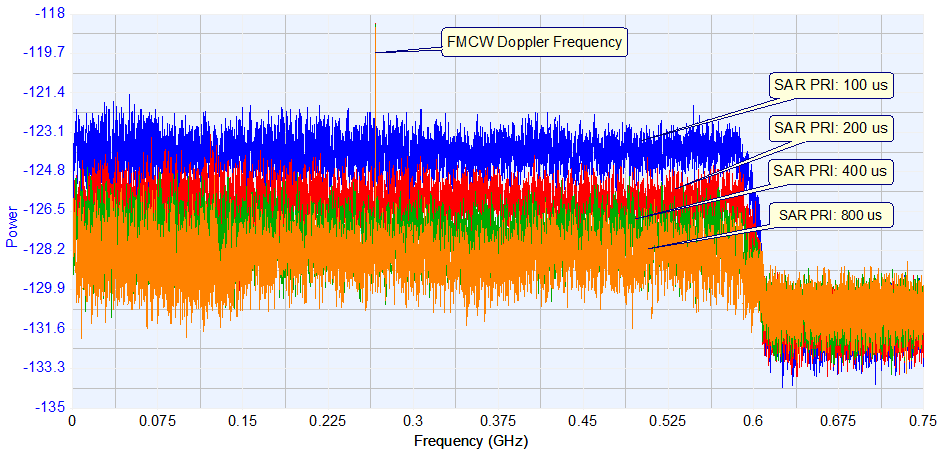 -118
-119.7
-121.4
-123.1
-124.8
-126.5
-128.2
-129.9
-131.6
-133.3
-135
Power
FMCW Doppler Frequency
SAR PRI: 100 us
SAR PRI: 200 us
SAR PRI: 400 us
SAR PRI: 800 us
0 0.075 0.15 0.225 0.3 0.375 0.45 0.525 0.6 0.675 0.75
Frequency (GHz)